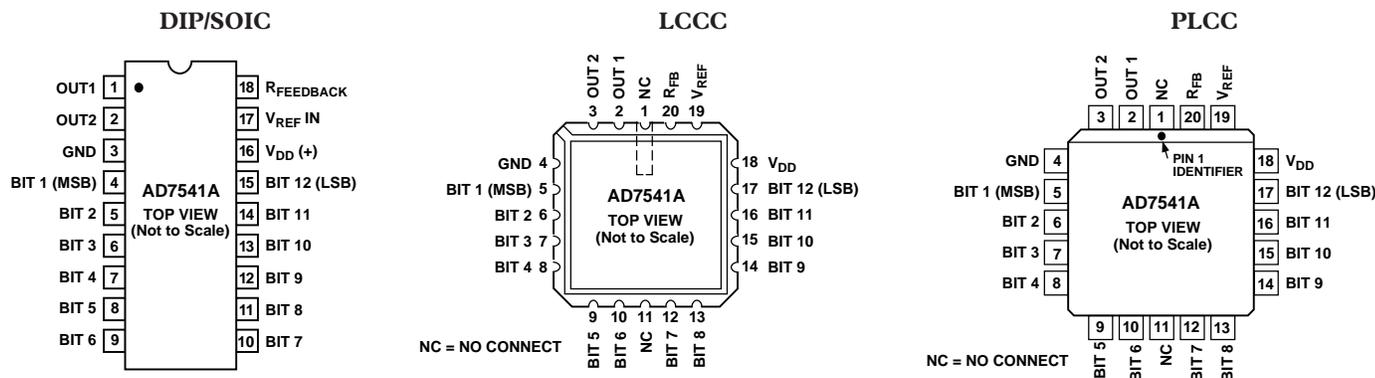 DIP/SOIC
OUT1 1
OUT2 2
GND 3
BIT 1 (MSB) 4
BIT 2 5
BIT 3 6
BIT 4 7
BIT 5 8
BIT 6 9
18 RFEEDBACK
17 VREF IN
16 VDD (+)
15 BIT 12 (LSB)
14 BIT 11
13 BIT 10
12 BIT 9
11 BIT 8
10 BIT 7
AD7541A
TOP VIEW
(Not to Scale)
LCCC
OUT 2
OUT 1
NC
RFB
VREF
3 2 1 20 19
GND 4
BIT 1 (MSB) 5
BIT 2 6
BIT 3 7
BIT 4 8
18 VDD
17 BIT 12 (LSB)
16 BIT 11
15 BIT 10
14 BIT 9
AD7541A
TOP VIEW
(Not to Scale)
9 10 11 12 13
BIT 5
BIT 6
NC
BIT 7
BIT 8
NC = NO CONNECT
PLCC
OUT 2
OUT 1
NC
RFB
VREF
3 2 1 20 19
PIN 1
IDENTIFIER
GND 4
BIT 1 (MSB) 5
BIT 2 6
BIT 3 7
BIT 4 8
18 VDD
17 BIT 12 (LSB)
16 BIT 11
15 BIT 10
14 BIT 9
AD7541A
TOP VIEW
(Not to Scale)
9 10 11 12 13
BIT 5
BIT 6
NC
BIT 7
BIT 8
NC = NO CONNECT